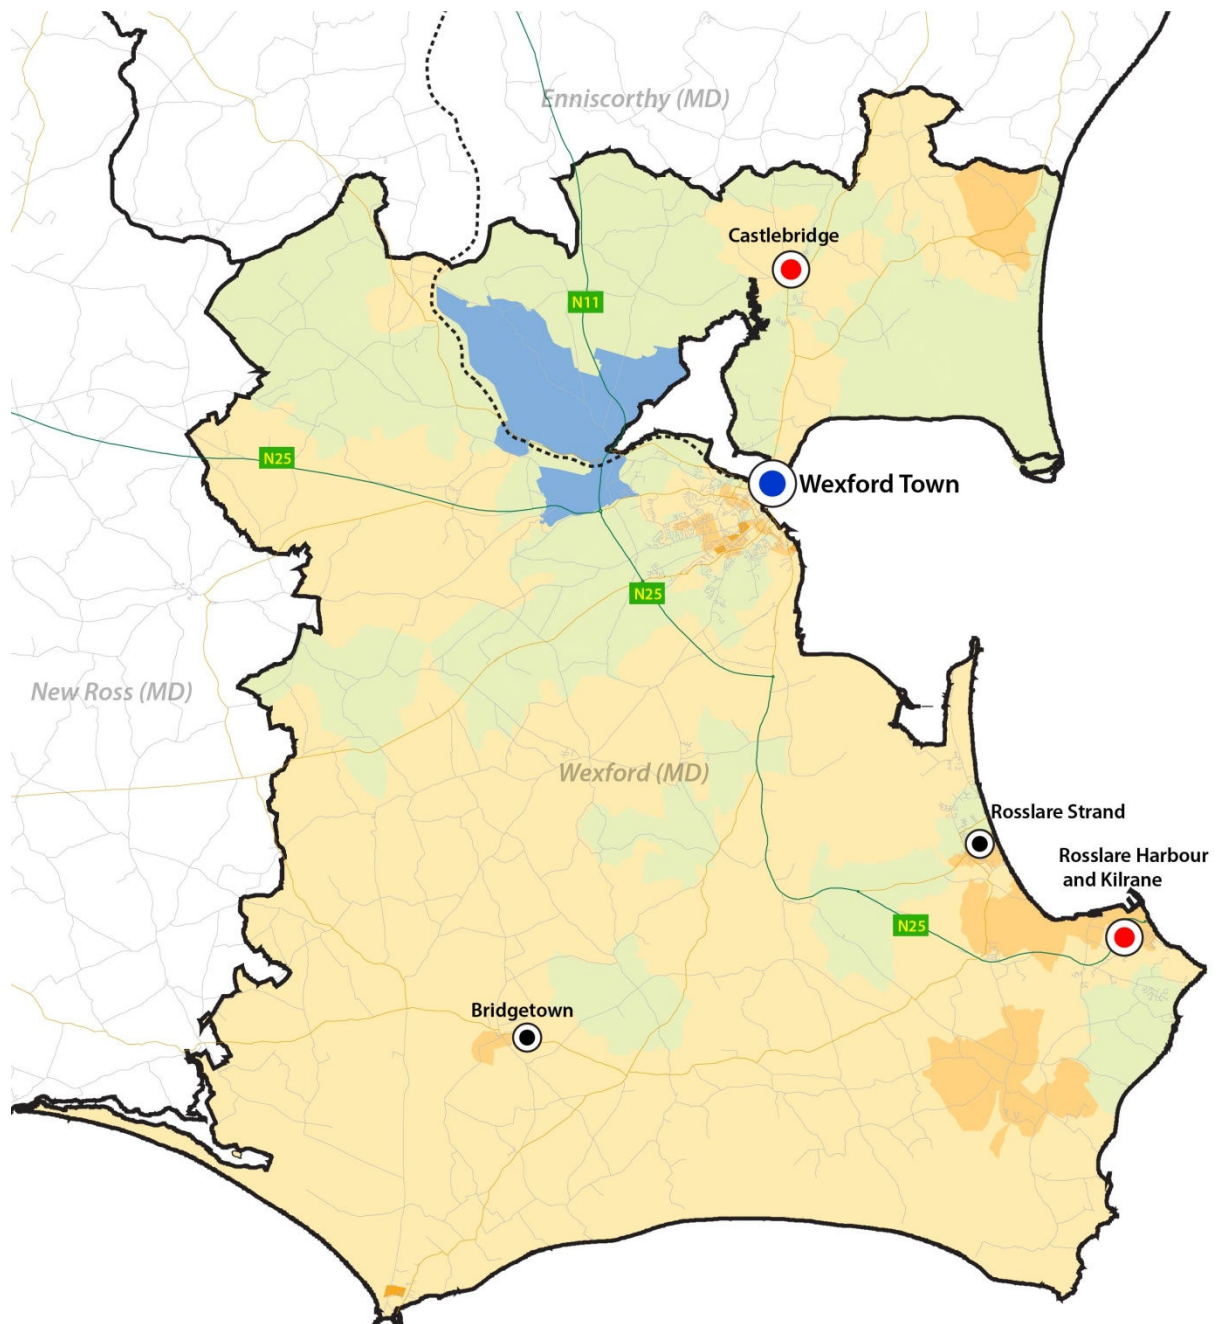 Enniscorthy (MD)
Castlebridge
N11
N25
Wexford Town
N25
New Ross (MD)
Wexford (MD)
Rosslare Strand
Rosslare Harbour
and Kilrane
N25
Bridgetown